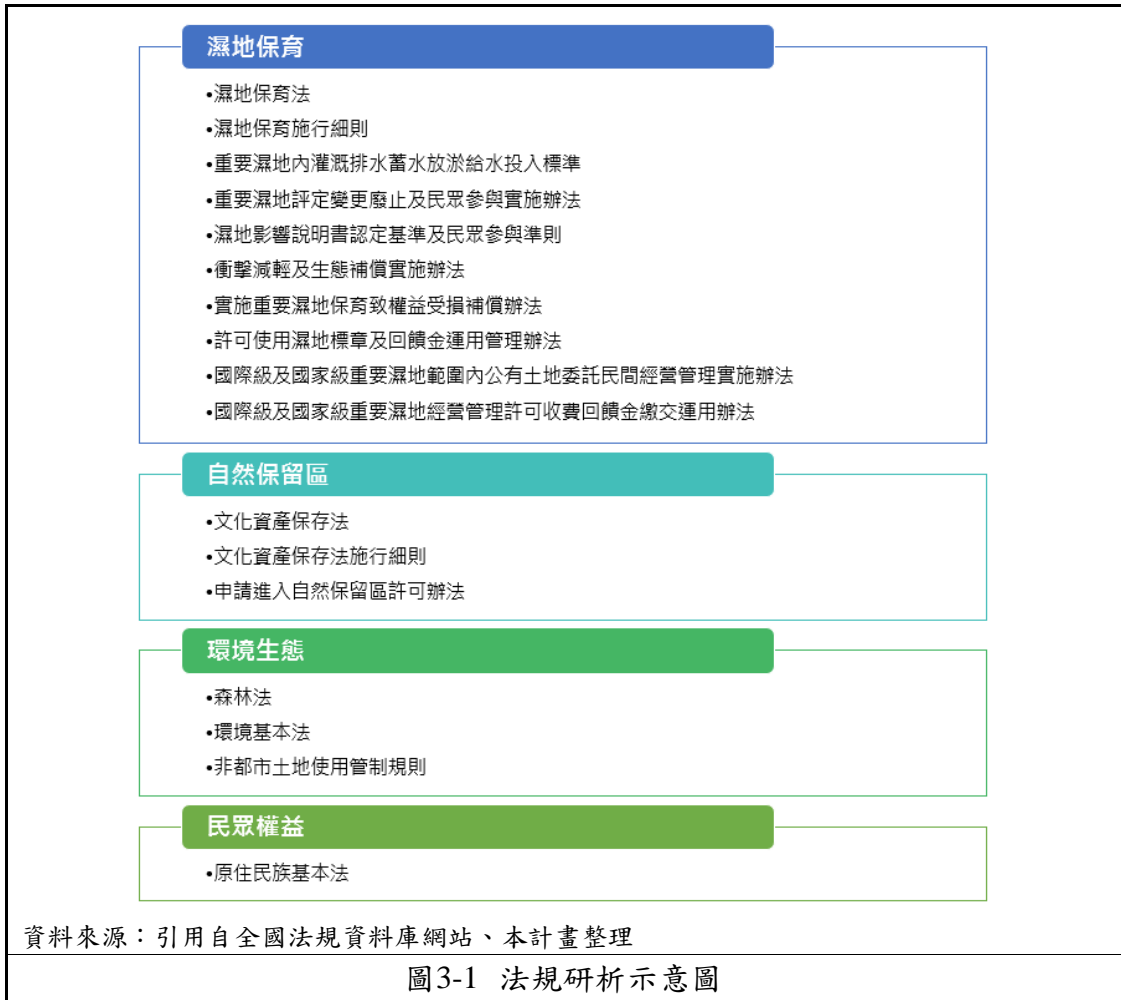 濕地保育
•濕地保育法
•濕地保育施行細則
•重要濕地內灌溉排水蓄水放淤給水投入標準
•重要濕地評定變更廢止及民眾參與實施辦法
•濕地影響說明書認定基準及民眾參與準則
•衝擊減輕及生態補償實施辦法
•實施重要濕地保育致權益受損補償辦法
•許可使用濕地標章及回饋金運用管理辦法
•國際級及國家級重要濕地範圍內公有土地委託民間經營管理實施辦法
•國際級及國家級重要濕地經營管理許可收費回饋金繳交運用辦法
自然保留區
•文化資產保存法
•文化資產保存法施行細則
•申請進入自然保留區許可辦法
環境生態
•森林法
•環境基本法
•非都市土地使用管制規則
民眾權益
•原住民族基本法
資料來源：引用自全國法規資料庫網站、本計畫整理
圖3-1 法規研析示意圖